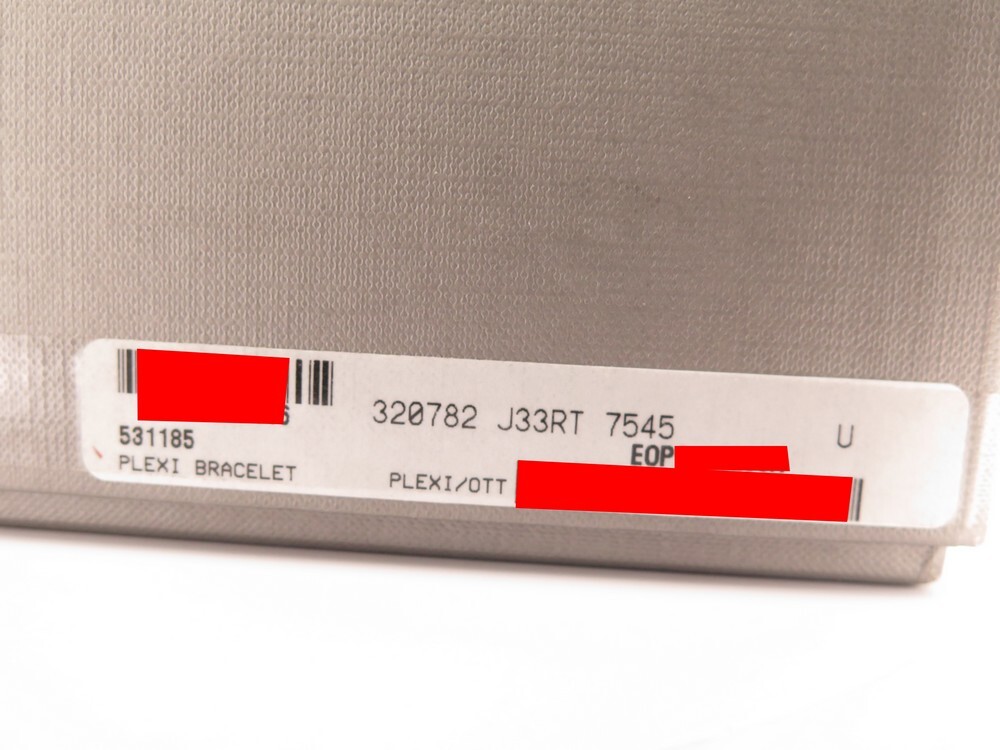 531185
PLEXI BRACELET
320782 J33RT 7545
U
EOP
PLEXI/OTT